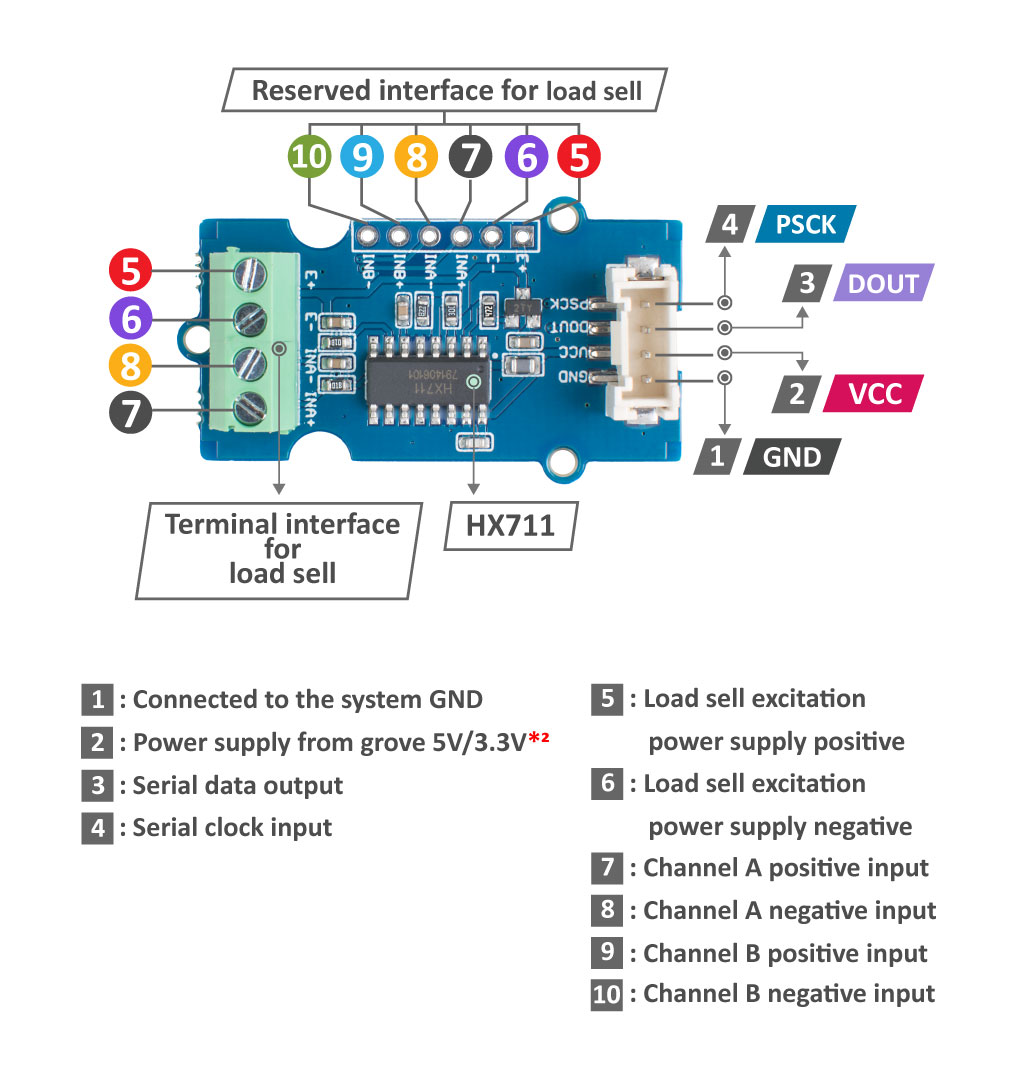 Reserved interface for load sell
10 9 8 7 6 5
4 PSCK
3 DOUT
2 VCC
1 GND
5
6
8
7
INB-
INB+
INA-
INA+
E-
E+
E+
E-
INA-
INA+
PSCK
DOUT
VCC
GND
HX711
791406101
Terminal interface
for
load sell
HX711
1 : Connected to the system GND
2 : Power supply from grove 5V/3.3V*²
3 : Serial data output
4 : Serial clock input
5 : Load sell excitation
power supply positive
6 : Load sell excitation
power supply negative
7 : Channel A positive input
8 : Channel A negative input
9 : Channel B positive input
10 : Channel B negative input